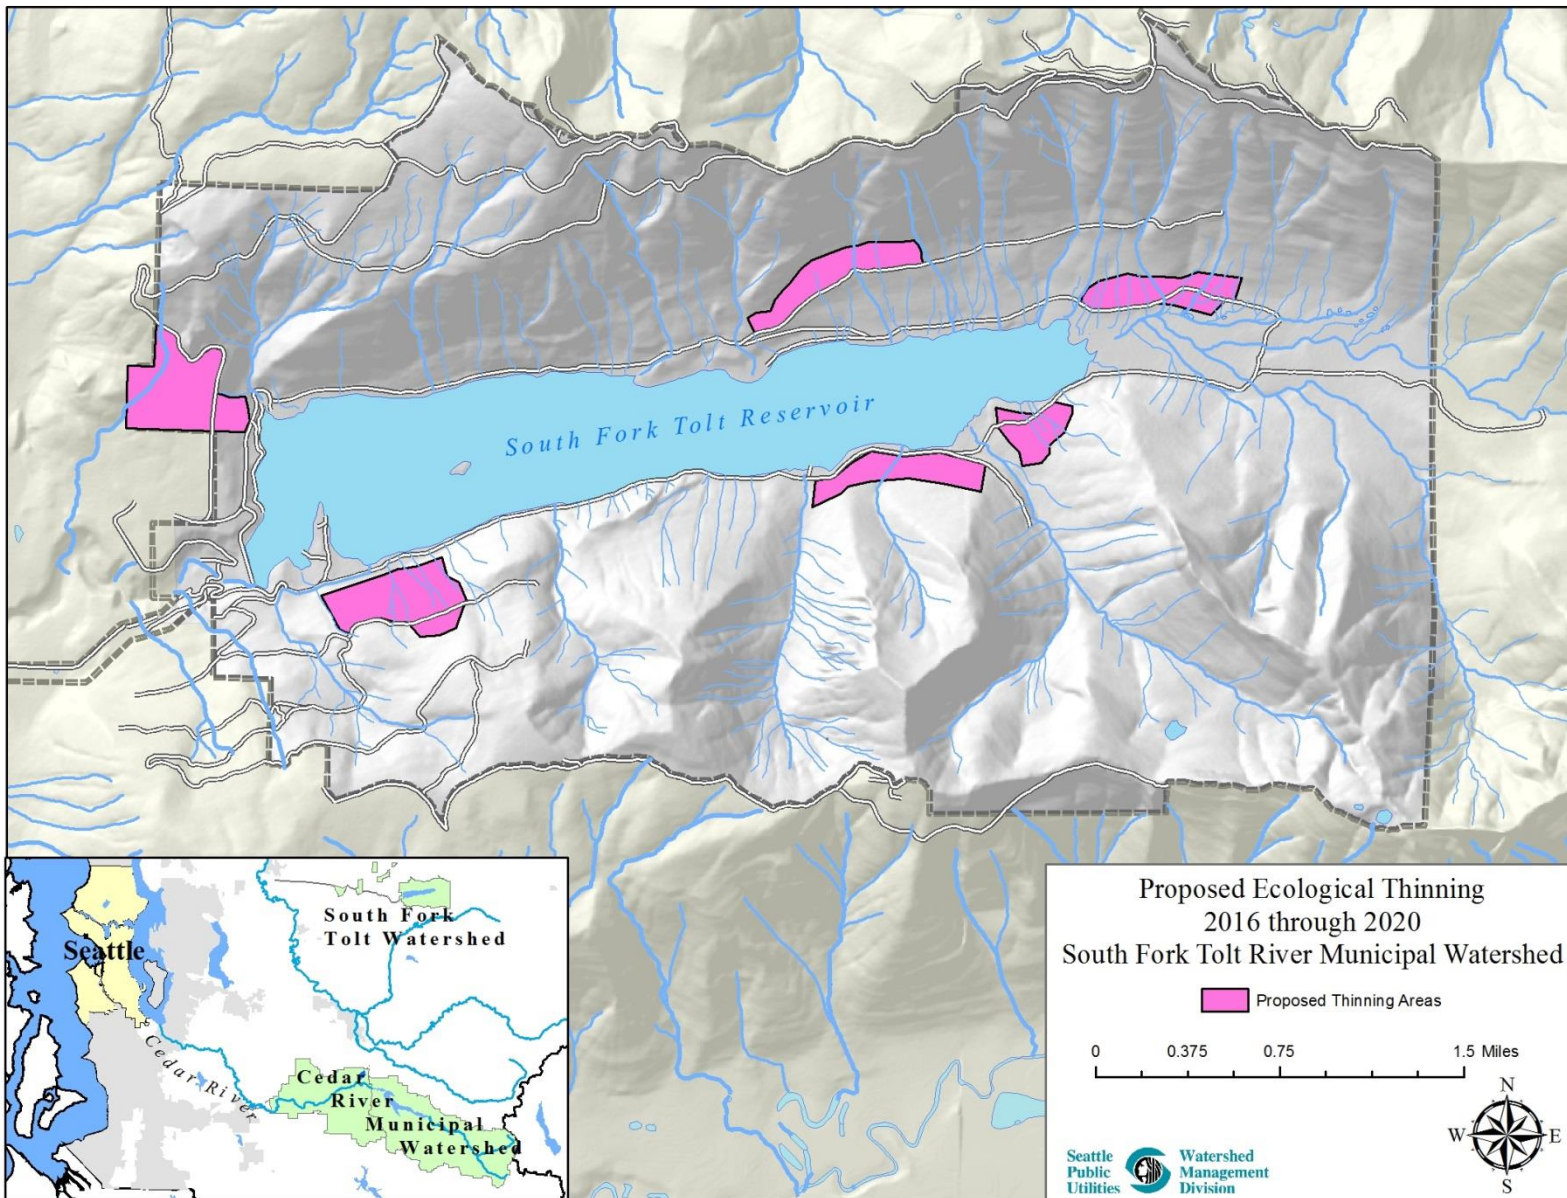 South Fork Tolt Reservoir
South Fork
Tolt Watershed
Seattle
Cedar River
Cedar
River
Municipal
Watershed
Proposed Ecological Thinning
2016 through 2020
South Fork Tolt River Municipal Watershed
Proposed Thinning Areas
0 0.375 0.75 1.5 Miles
N
W E
S
Seattle
Public
Utilities
Watershed
Management
Division